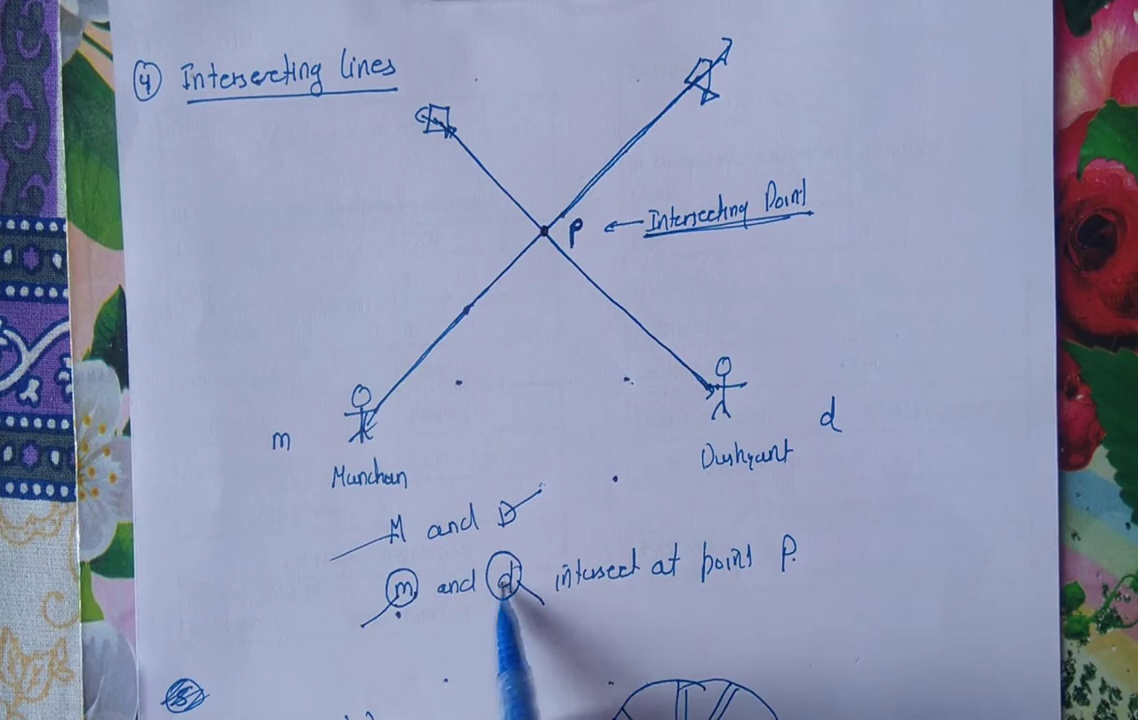 4 Intersecting lines
P ← Intersecting Point
m d
Manchan Dushyant
M and D
m and d intersect at point P.